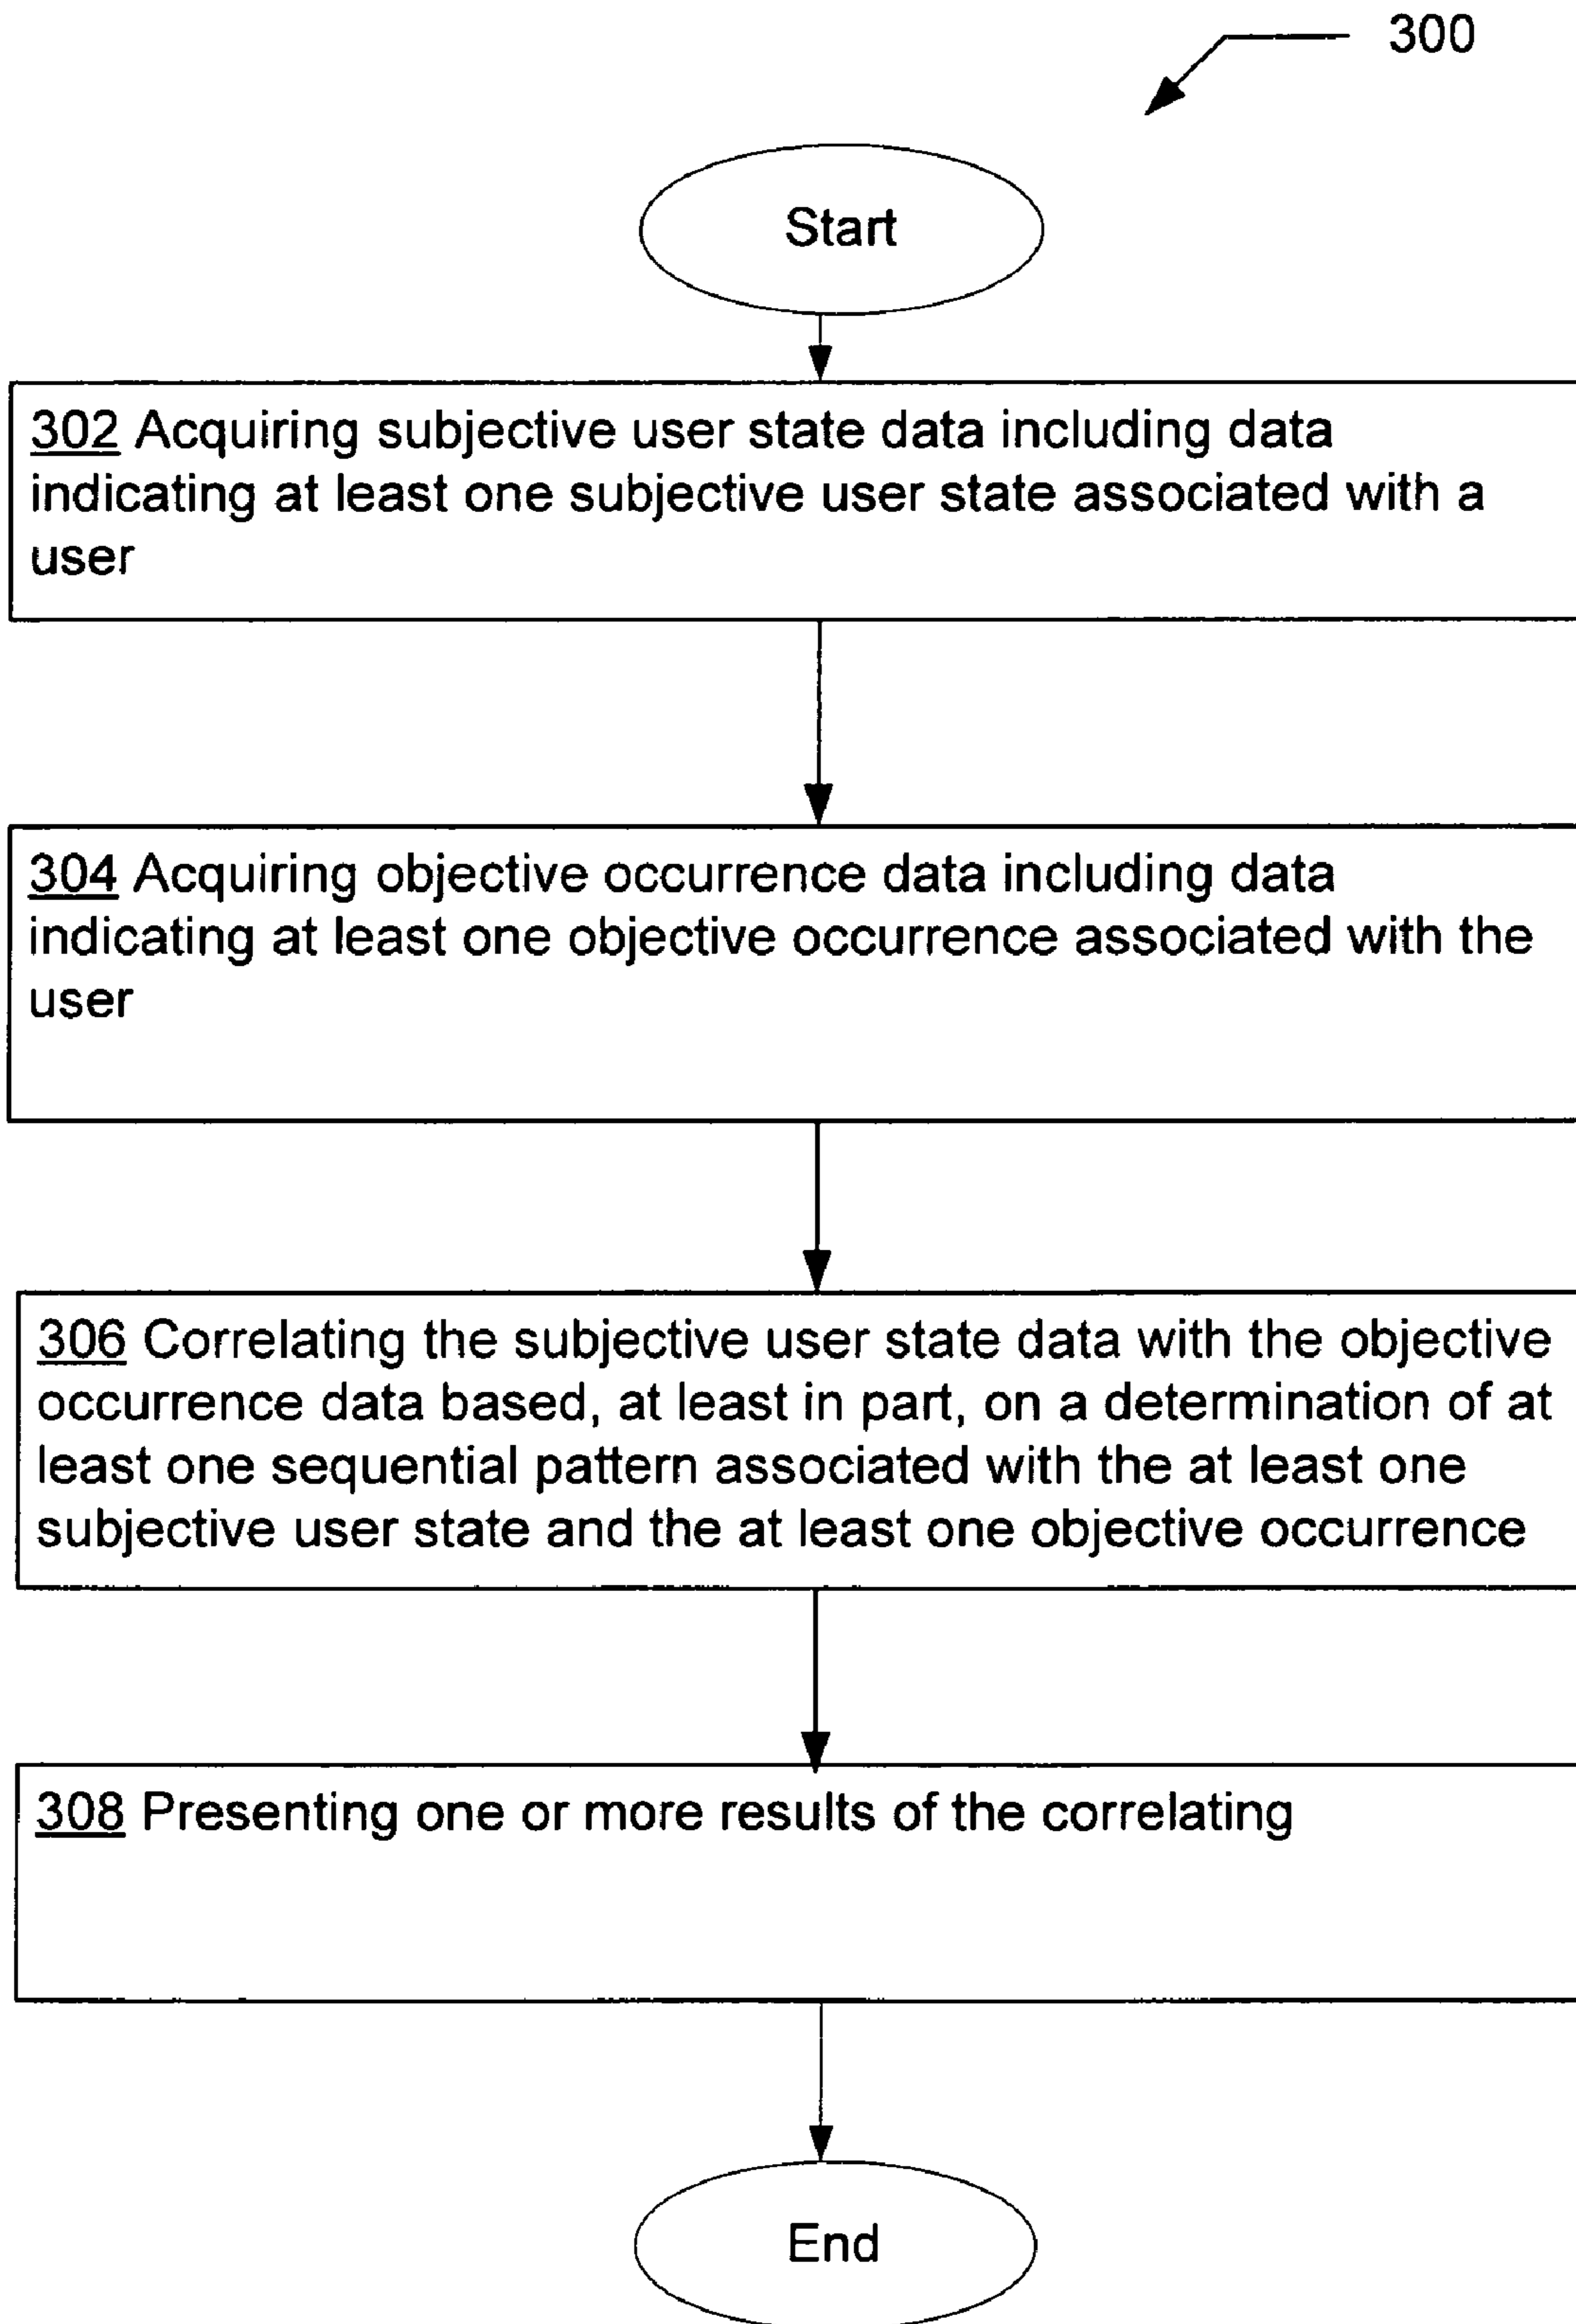 300
Start
302 Acquiring subjective user state data including data
indicating at least one subjective user state associated with a
user
304 Acquiring objective occurrence data including data
indicating at least one objective occurrence associated with the
user
306 Correlating the subjective user state data with the objective
occurrence data based, at least in part, on a determination of at
least one sequential pattern associated with the at least one
subjective user state and the at least one objective occurrence
308 Presenting one or more results of the correlating
End